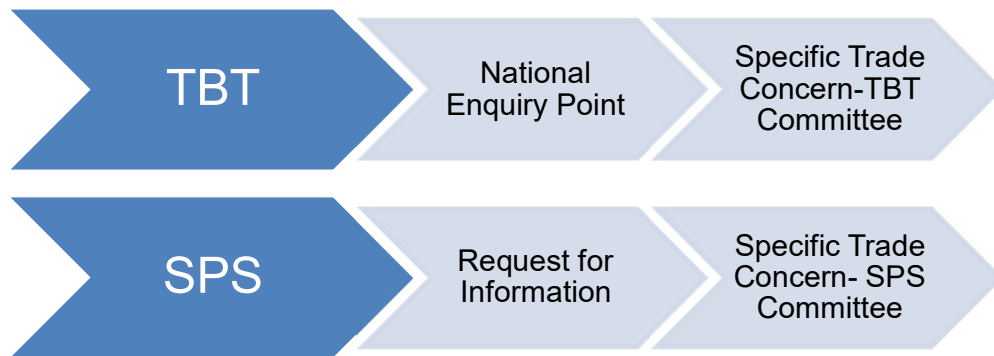 TBT
National
Enquiry Point
Specific Trade
Concern-TBT
Committee
SPS
Request for
Information
Specific Trade
Concern- SPS
Committee